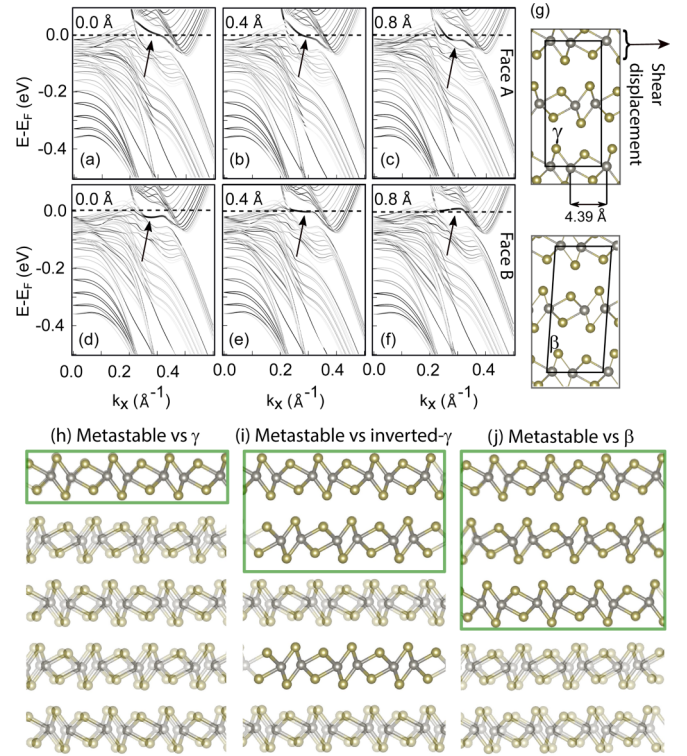 0.0 Å
0.4 Å
0.8 Å
(g)
0.0
-0.2
-0.4
E-E_F (eV)
(a)
(b)
(c)
Face A
Shear
displacement
γ
4.39 Å
0.0 Å
0.4 Å
0.8 Å
0.0
-0.2
-0.4
E-E_F (eV)
(d)
(e)
(f)
Face B
β
0.0 0.2 0.4
0.0 0.2 0.4
0.0 0.2 0.4
k_x (Å⁻¹)
k_x (Å⁻¹)
k_x (Å⁻¹)
(h) Metastable vs γ
(i) Metastable vs inverted-γ
(j) Metastable vs β